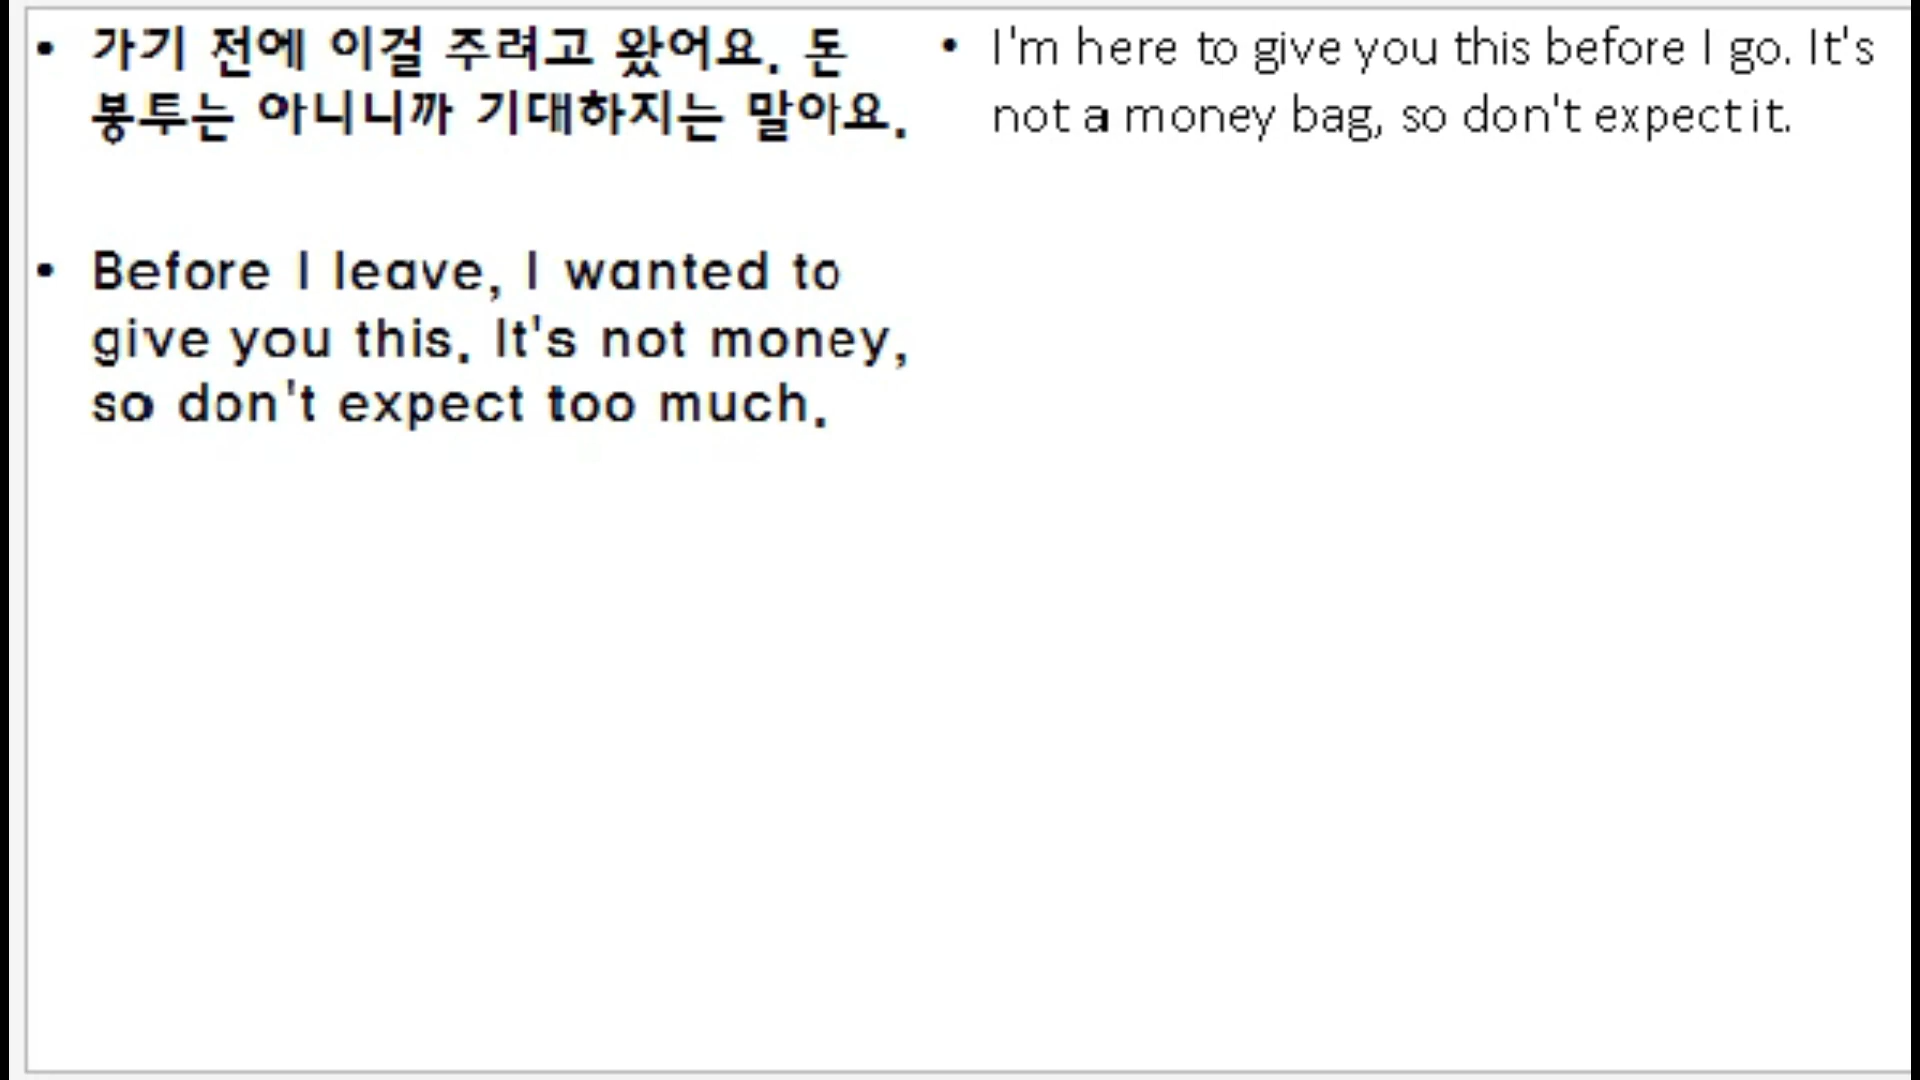 • 가기 전에 이걸 주려고 왔어요. 돈
봉투는 아니니까 기대하지는 말아요.
• Before I leave, I wanted to
give you this. It's not money,
so don't expect too much.
• I'm here to give you this before I go. It's
not a money bag, so don't expect it.